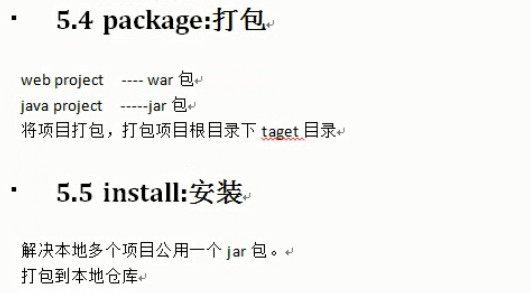 5.4 package:打包
web project ---- war 包
java project -----jar 包
将项目打包，打包项目根目录下 taget 目录
5.5 install:安装
解决本地多个项目公用一个 jar 包。
打包到本地仓库